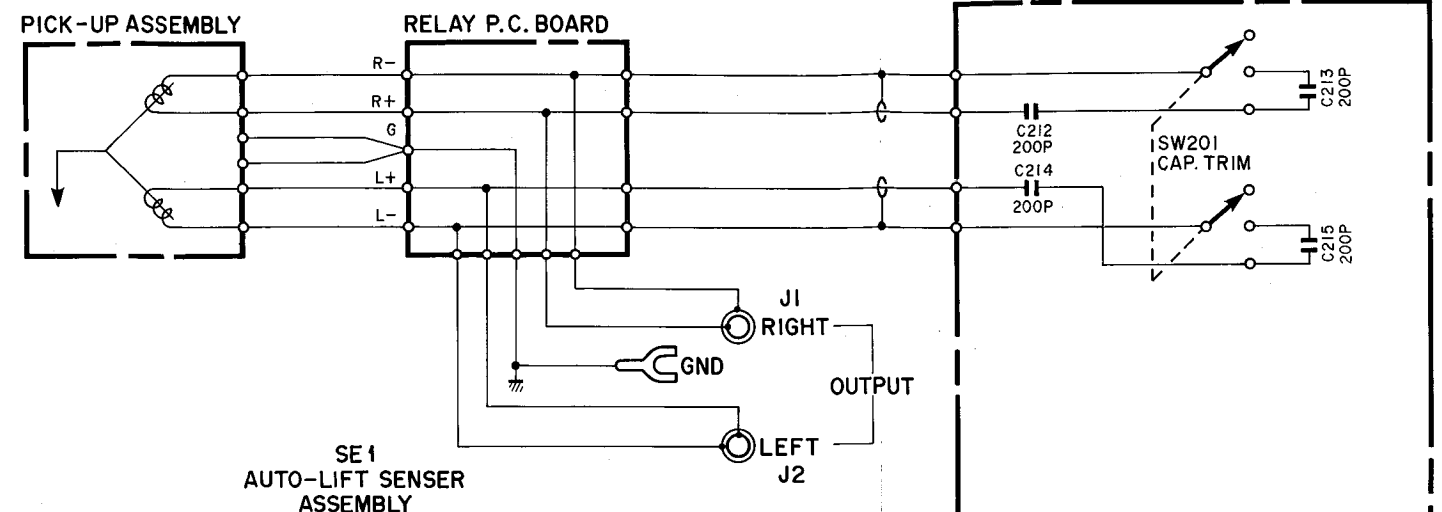 PICK-UP ASSEMBLY
RELAY P.C. BOARD
R-
R+
G
L+
L-
C212
200P
C214
200P
SW201
CAP. TRIM
C213
200P
C215
200P
J1
RIGHT
GND
OUTPUT
LEFT
J2
SE1
AUTO-LIFT SENSER
ASSEMBLY